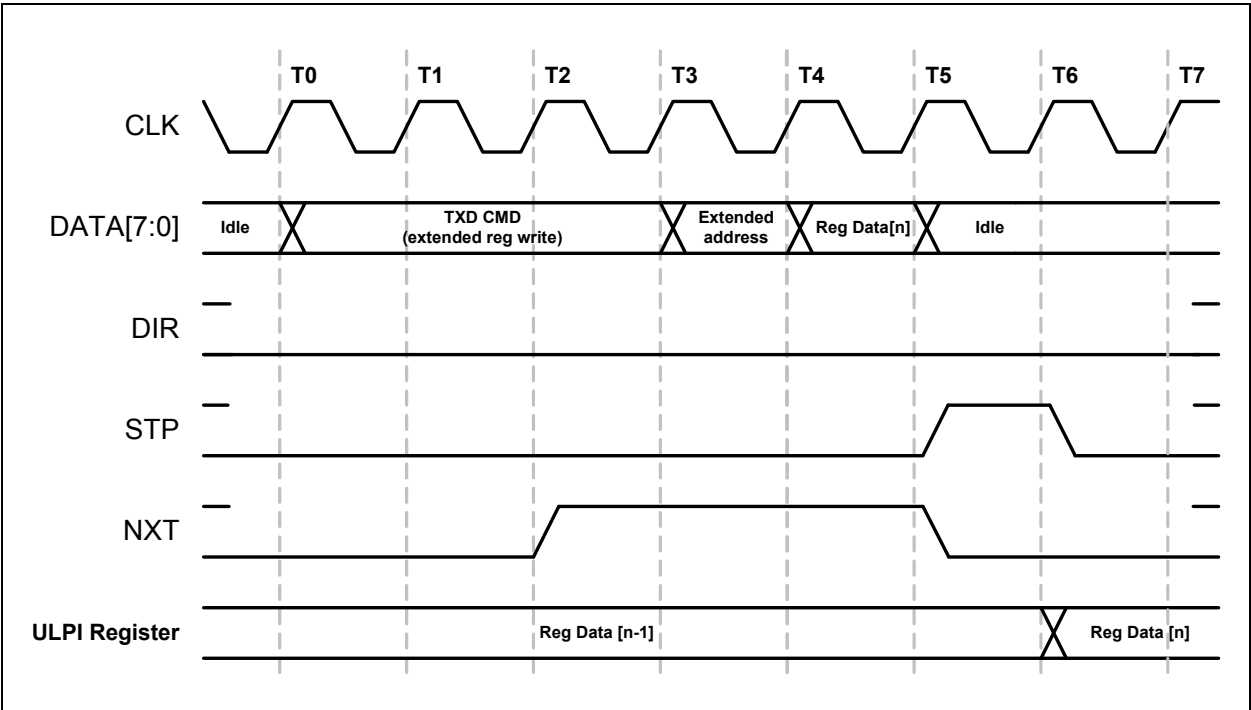 T0 T1 T2 T3 T4 T5 T6 T7
CLK
DATA[7:0]
Idle
TXD CMD
(extended reg write)
Extended
address
Reg Data[n]
Idle
DIR
STP
NXT
ULPI Register
Reg Data [n-1]
Reg Data [n]